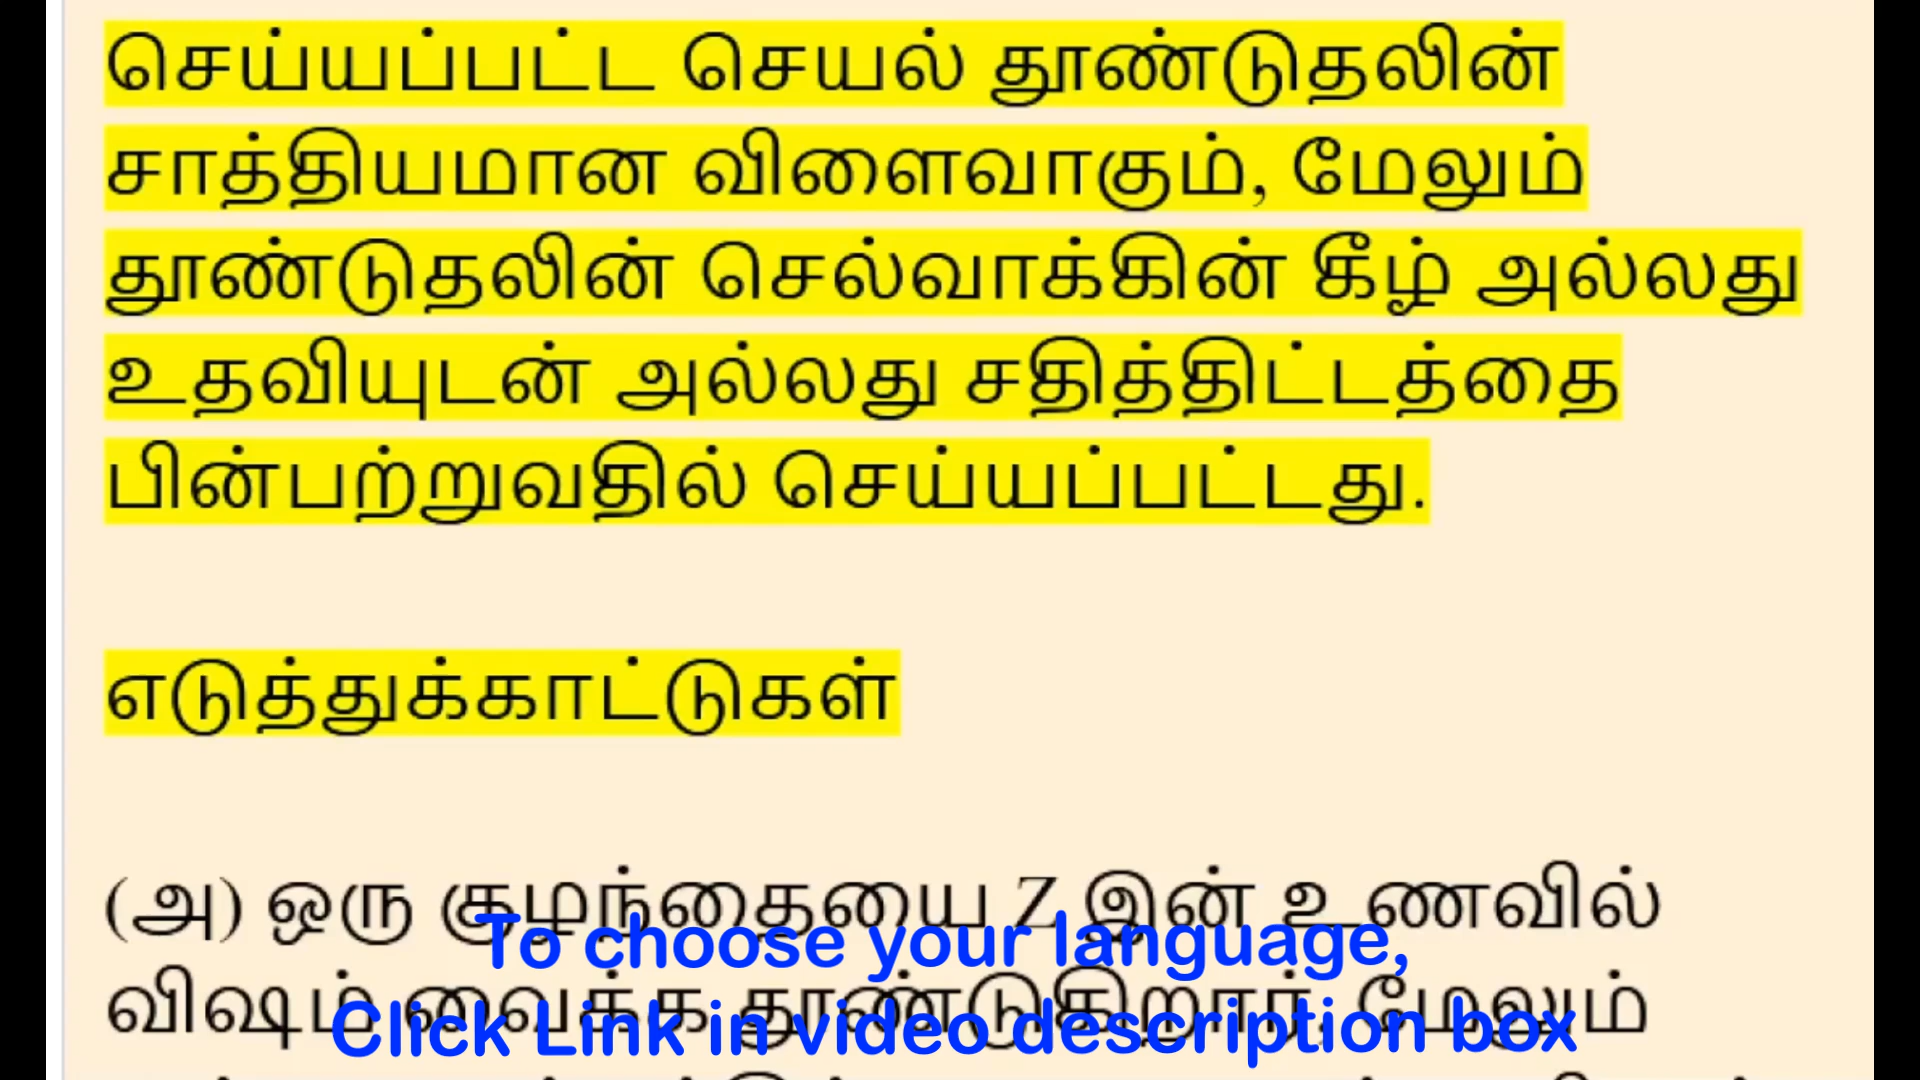 செய்யப்பட்ட செயல் தூண்டுதலின்
சாத்தியமான விளைவாகும், மேலும்
தூண்டுதலின் செல்வாக்கின் கீழ் அல்லது
உதவியுடன் அல்லது சதித்திட்டத்தை
பின்பற்றுவதில் செய்யப்பட்டது.
எடுத்துக்காட்டுகள்
(அ) ஒரு குழந்தையை Z இன் உணவில்
To choose your language,
விஷம் வைக்க தூண்டுகிறார், மேலும்
Click Link in video description box